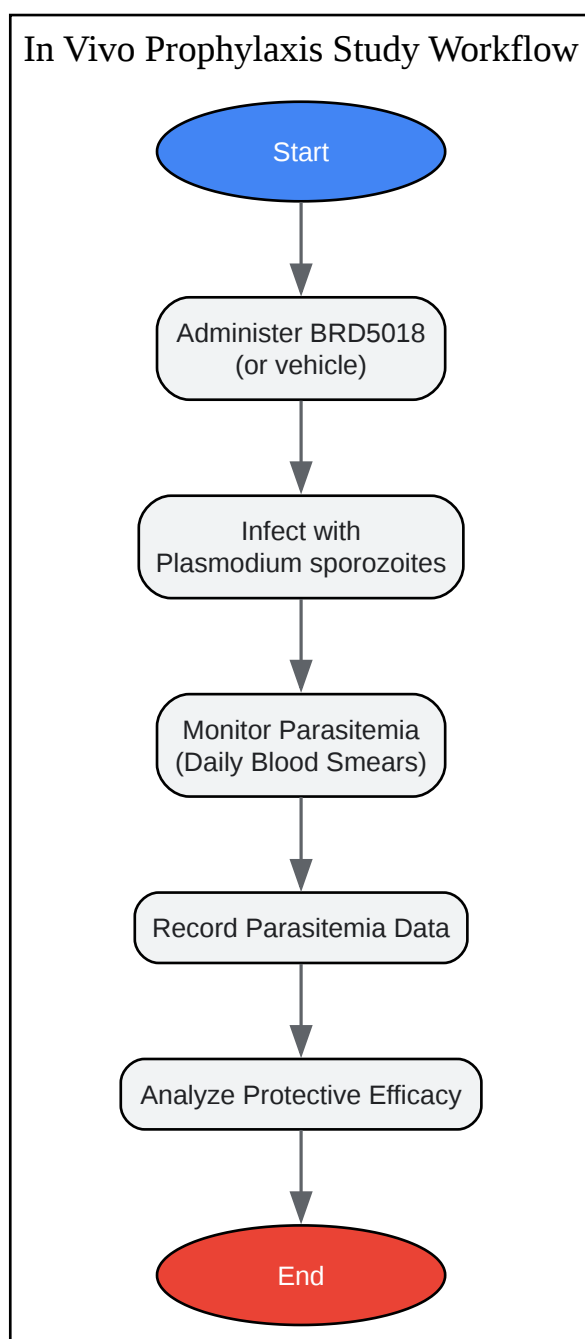 In Vivo Prophylaxis Study Workflow
Start
Administer BRD5018
(or vehicle)
Infect with
Plasmodium sporozoites
Monitor Parasitemia
(Daily Blood Smears)
Record Parasitemia Data
Analyze Protective Efficacy
End